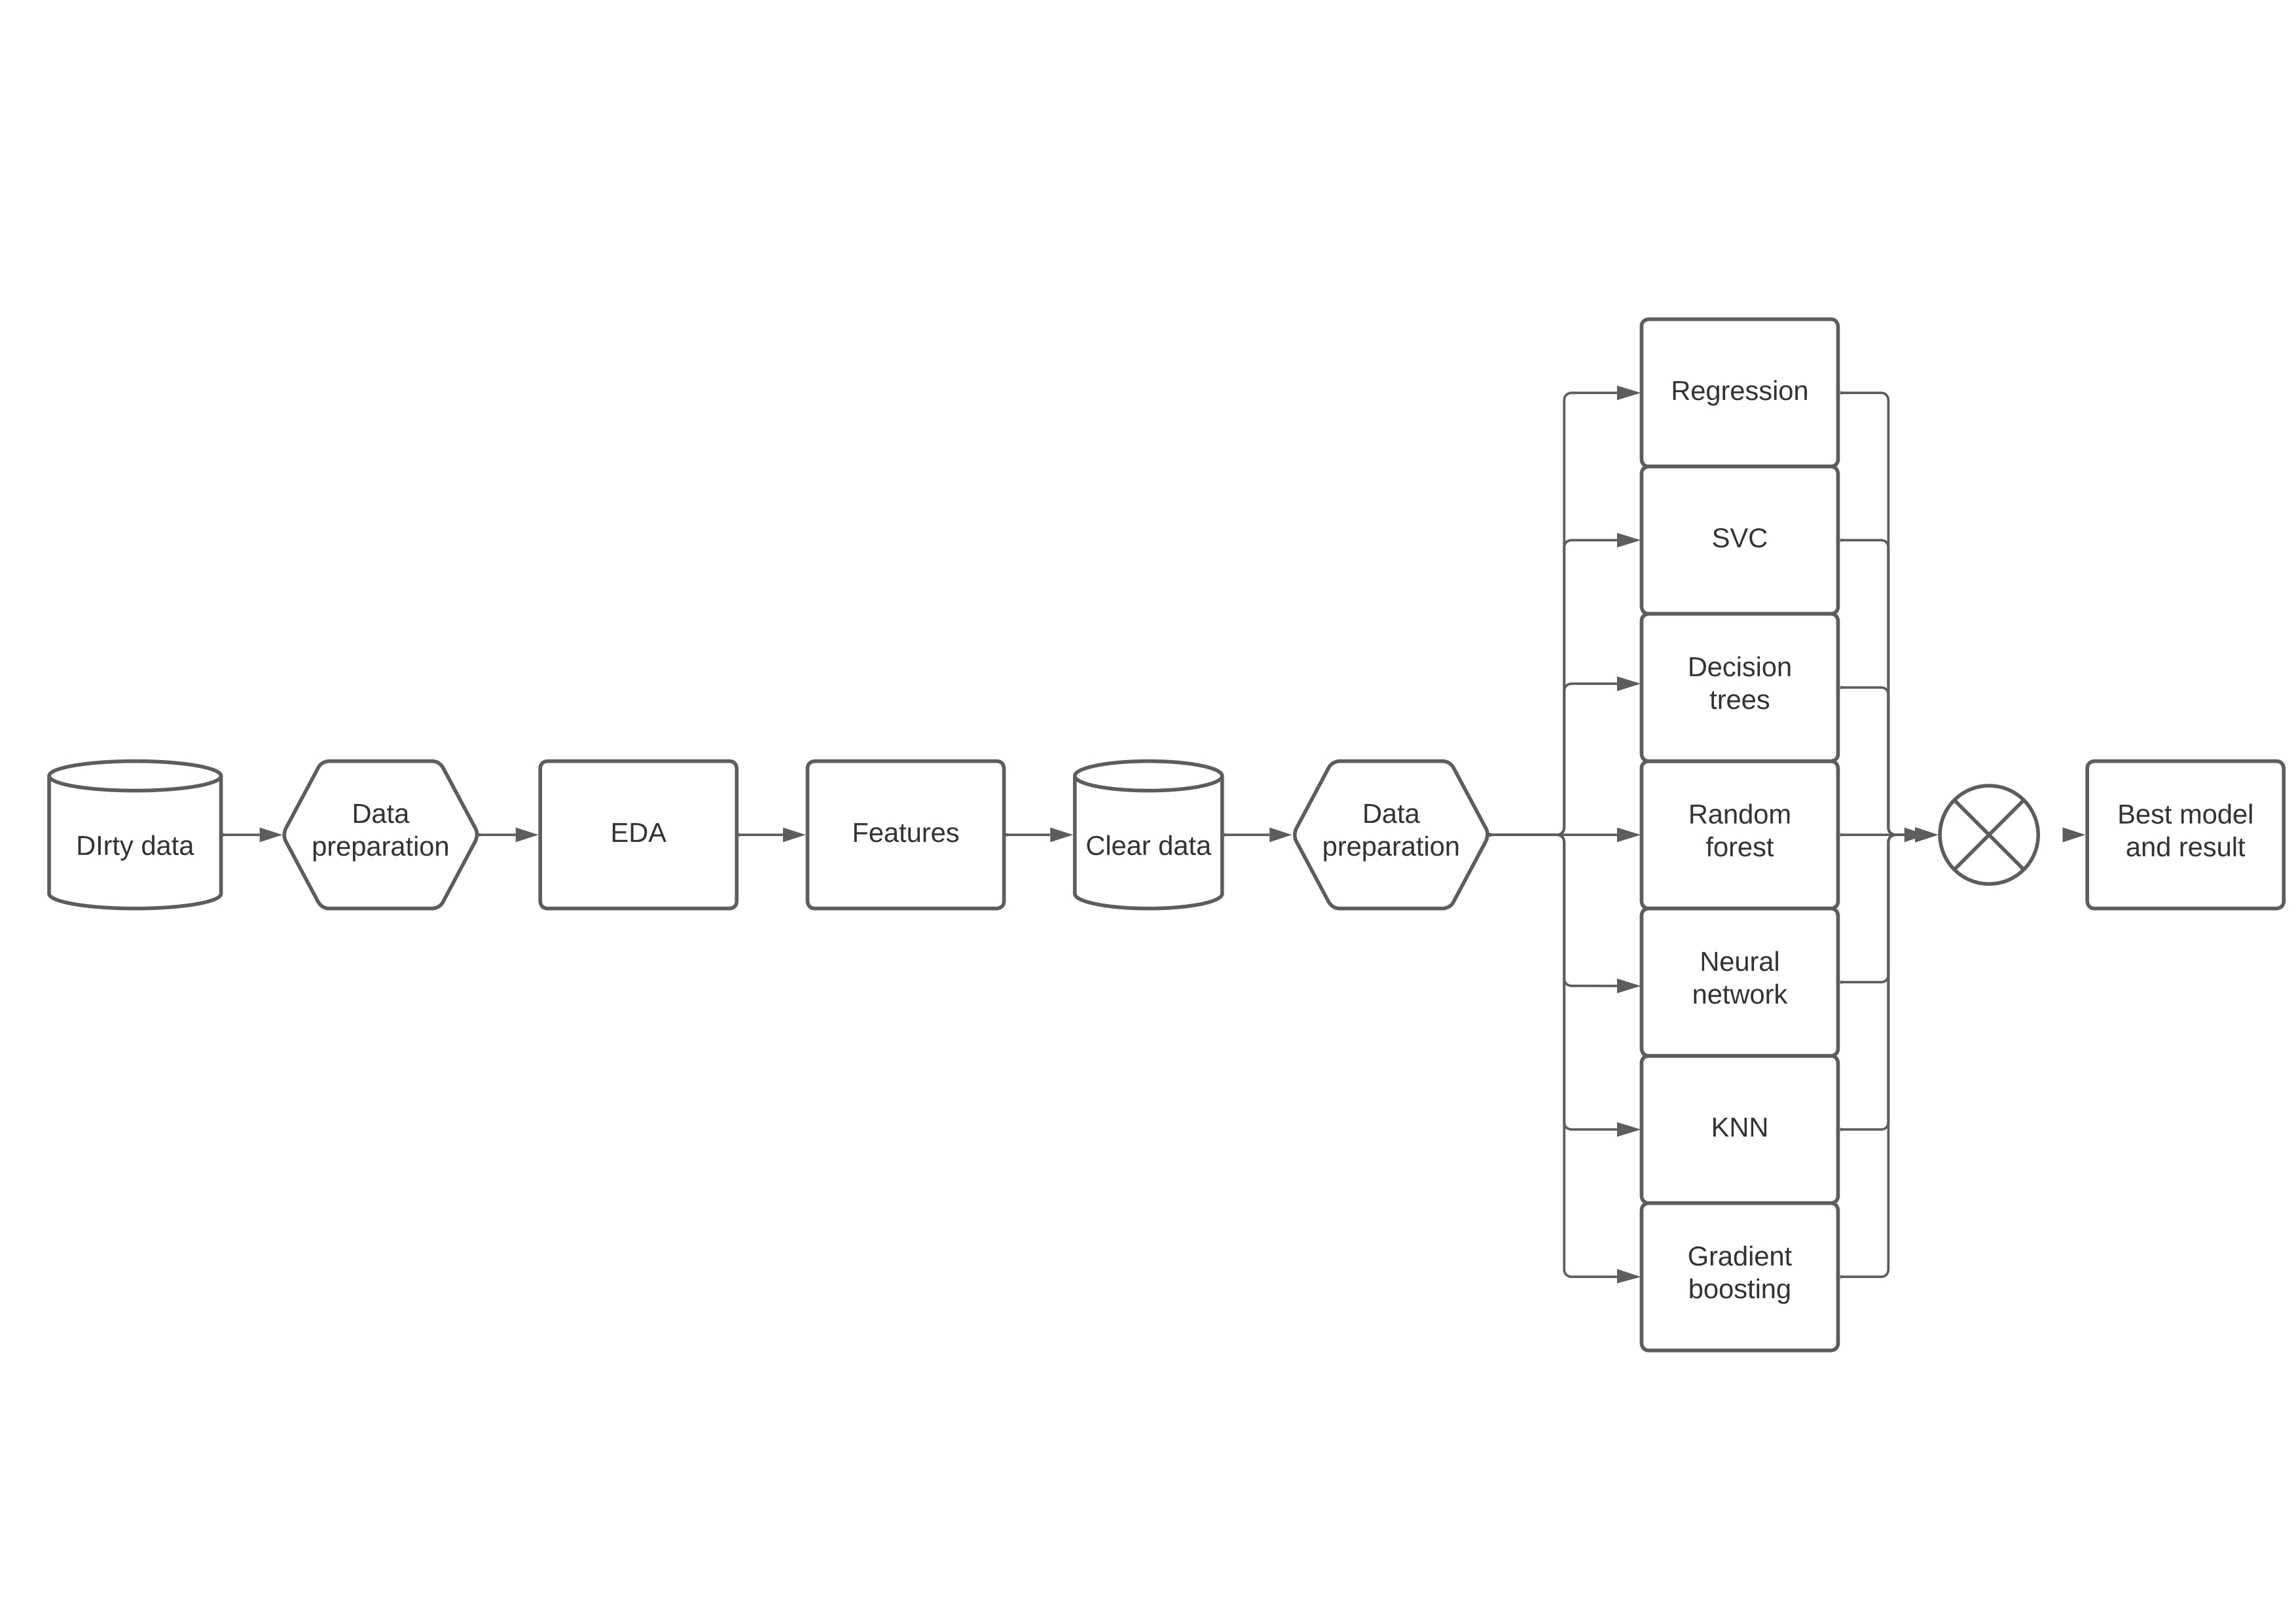 DIrty data
Data
preparation
EDA
Features
Clear data
Data
preparation
Regression
SVC
Decision
trees
Random
forest
Neural
network
KNN
Gradient
boosting
Best model
and result